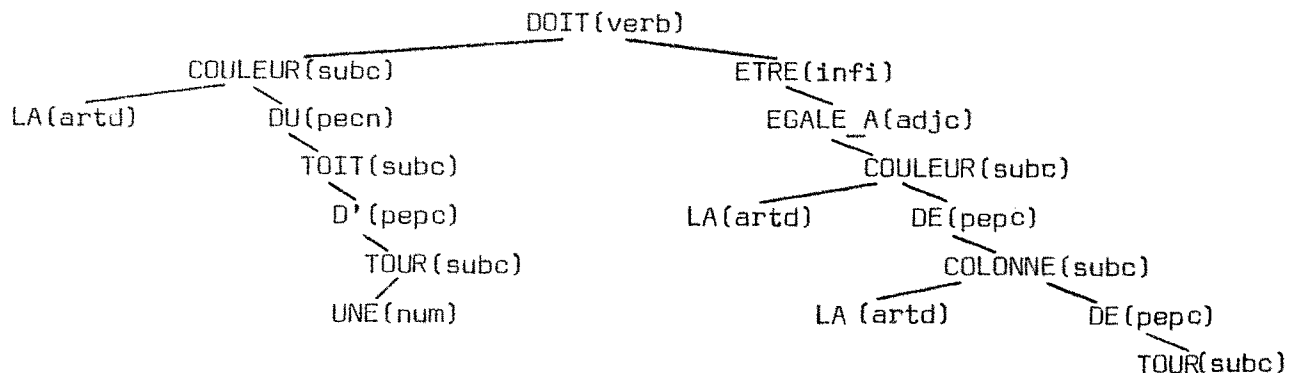 DOIT(verb)
COULEUR(subc) ETRE(infi)
LA(artd) DU(pecn) EGALE_A(adjc)
TOIT(subc) COULEUR(subc)
D'(pepc) LA(artd) DE(pepc)
TOUR(subc) COLONNE(subc)
UNE(num) LA (artd) DE(pepc)
TOUR(subc)